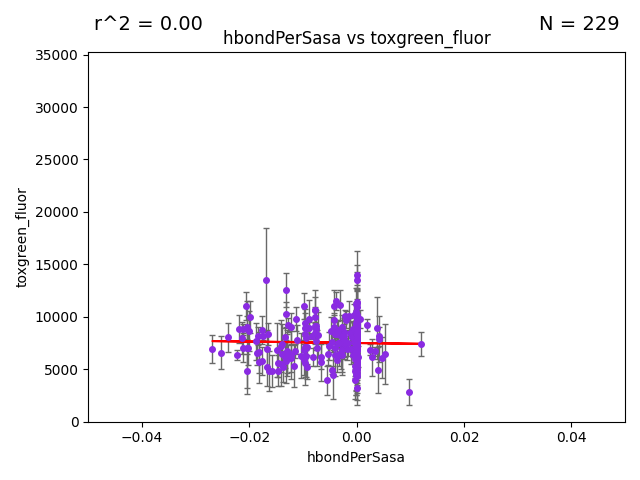 r^2 = 0.00
N = 229
hbondPerSasa vs toxgreen_fluor
toxgreen_fluor
35000
30000
25000
20000
15000
10000
5000
0
−0.04
−0.02
0.00
0.02
0.04
hbondPerSasa